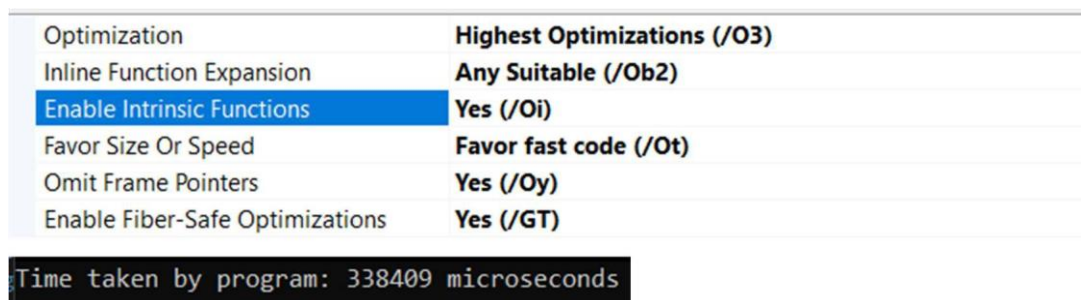 Optimization Highest Optimizations (/O3)
Inline Function Expansion Any Suitable (/Ob2)
Enable Intrinsic Functions Yes (/Oi)
Favor Size Or Speed Favor fast code (/Ot)
Omit Frame Pointers Yes (/Oy)
Enable Fiber-Safe Optimizations Yes (/GT)
Time taken by program: 338409 microseconds